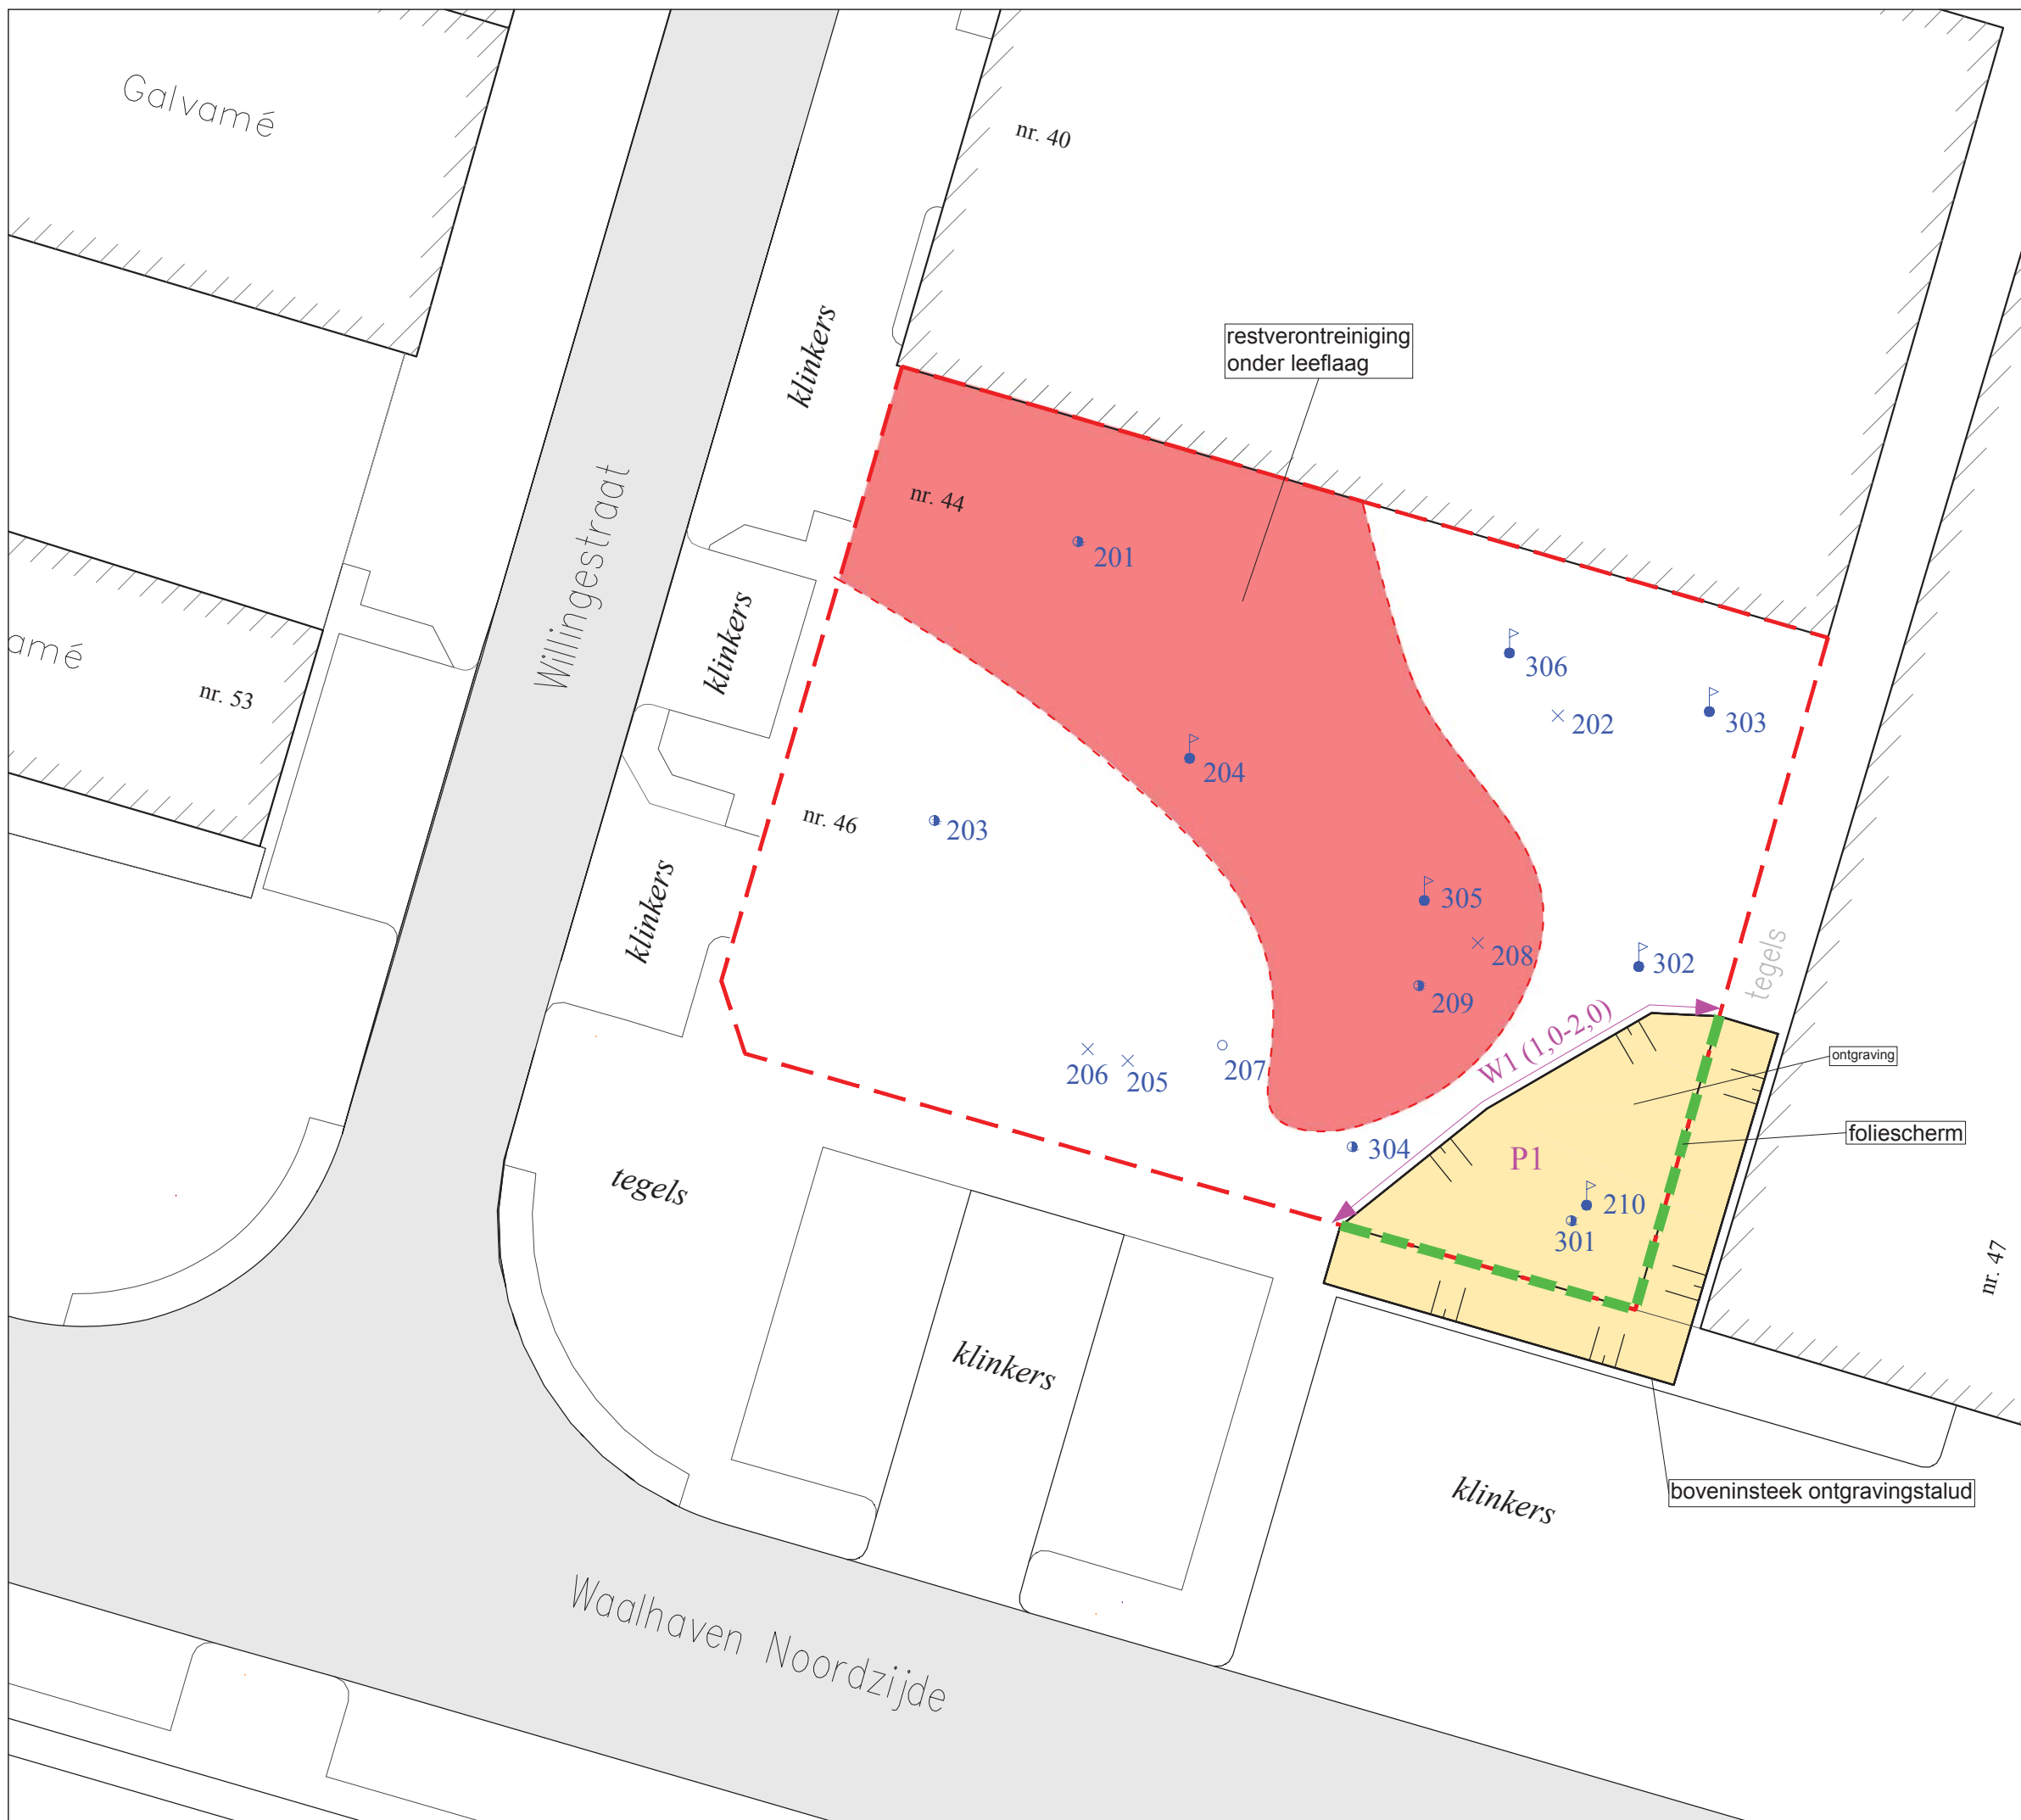 Galvamé
nr. 40
klinkers
restverontreiniging
onder leeflaag
nr. 44
201
Willingestraat
klinkers
306
202
303
amé
nr. 53
204
nr. 46
203
klinkers
305
208
209
302
tegels
W1 (1,0-2,0)
206
205
207
ontgraving
foliescherm
304
P1
210
301
tegels
nr. 47
klinkers
klinkers
boveninsteek ontgravingstalud
Waalhaven Noordzijde